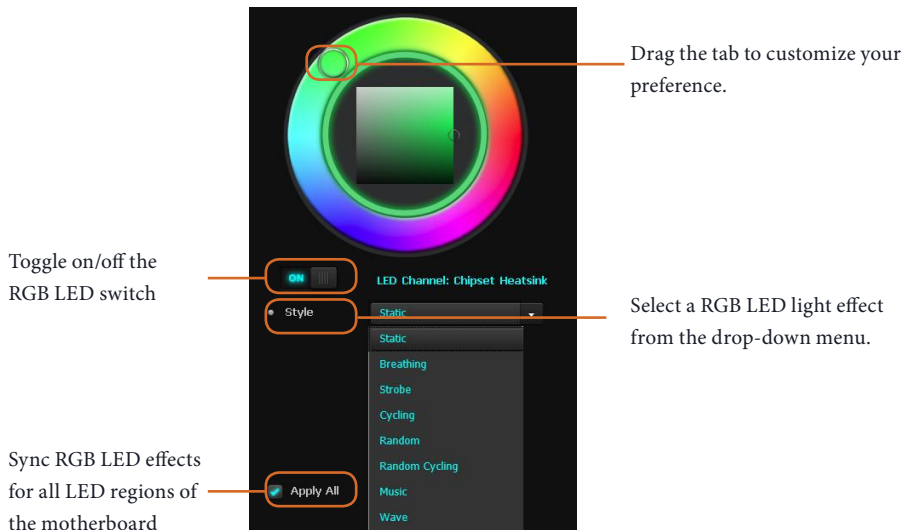 Drag the tab to customize your
preference.
Toggle on/off the
RGB LED switch
ON
LED Channel: Chipset Heatsink
Style
Static
Select a RGB LED light effect
from the drop-down menu.
Static
Breathing
Strobe
Cycling
Random
Random Cycling
Music
Wave
Sync RGB LED effects
for all LED regions of
the motherboard
Apply All